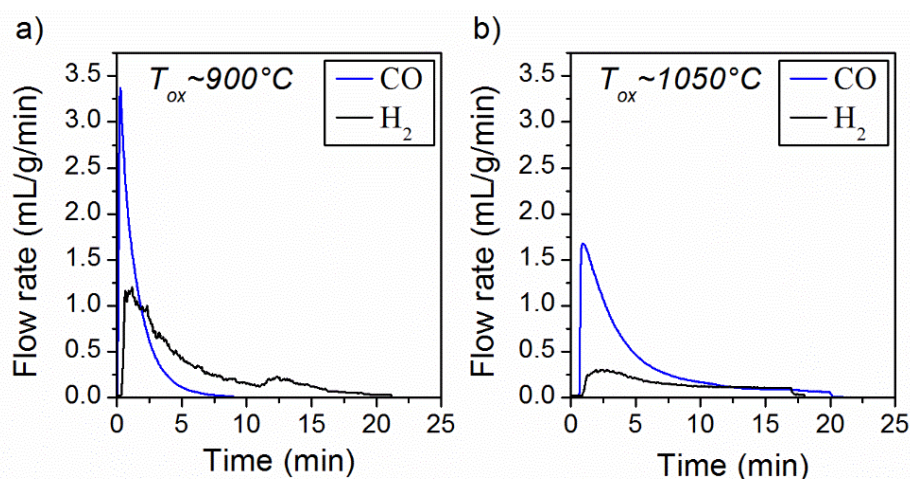 a)
T_ox~900°C
CO
H₂
3.5
3.0
2.5
2.0
1.5
1.0
0.5
0.0
Flow rate (mL/g/min)
0 5 10 15 20 25
Time (min)
b)
T_ox~1050°C
CO
H₂
3.5
3.0
2.5
2.0
1.5
1.0
0.5
0.0
Flow rate (mL/g/min)
0 5 10 15 20 25
Time (min)